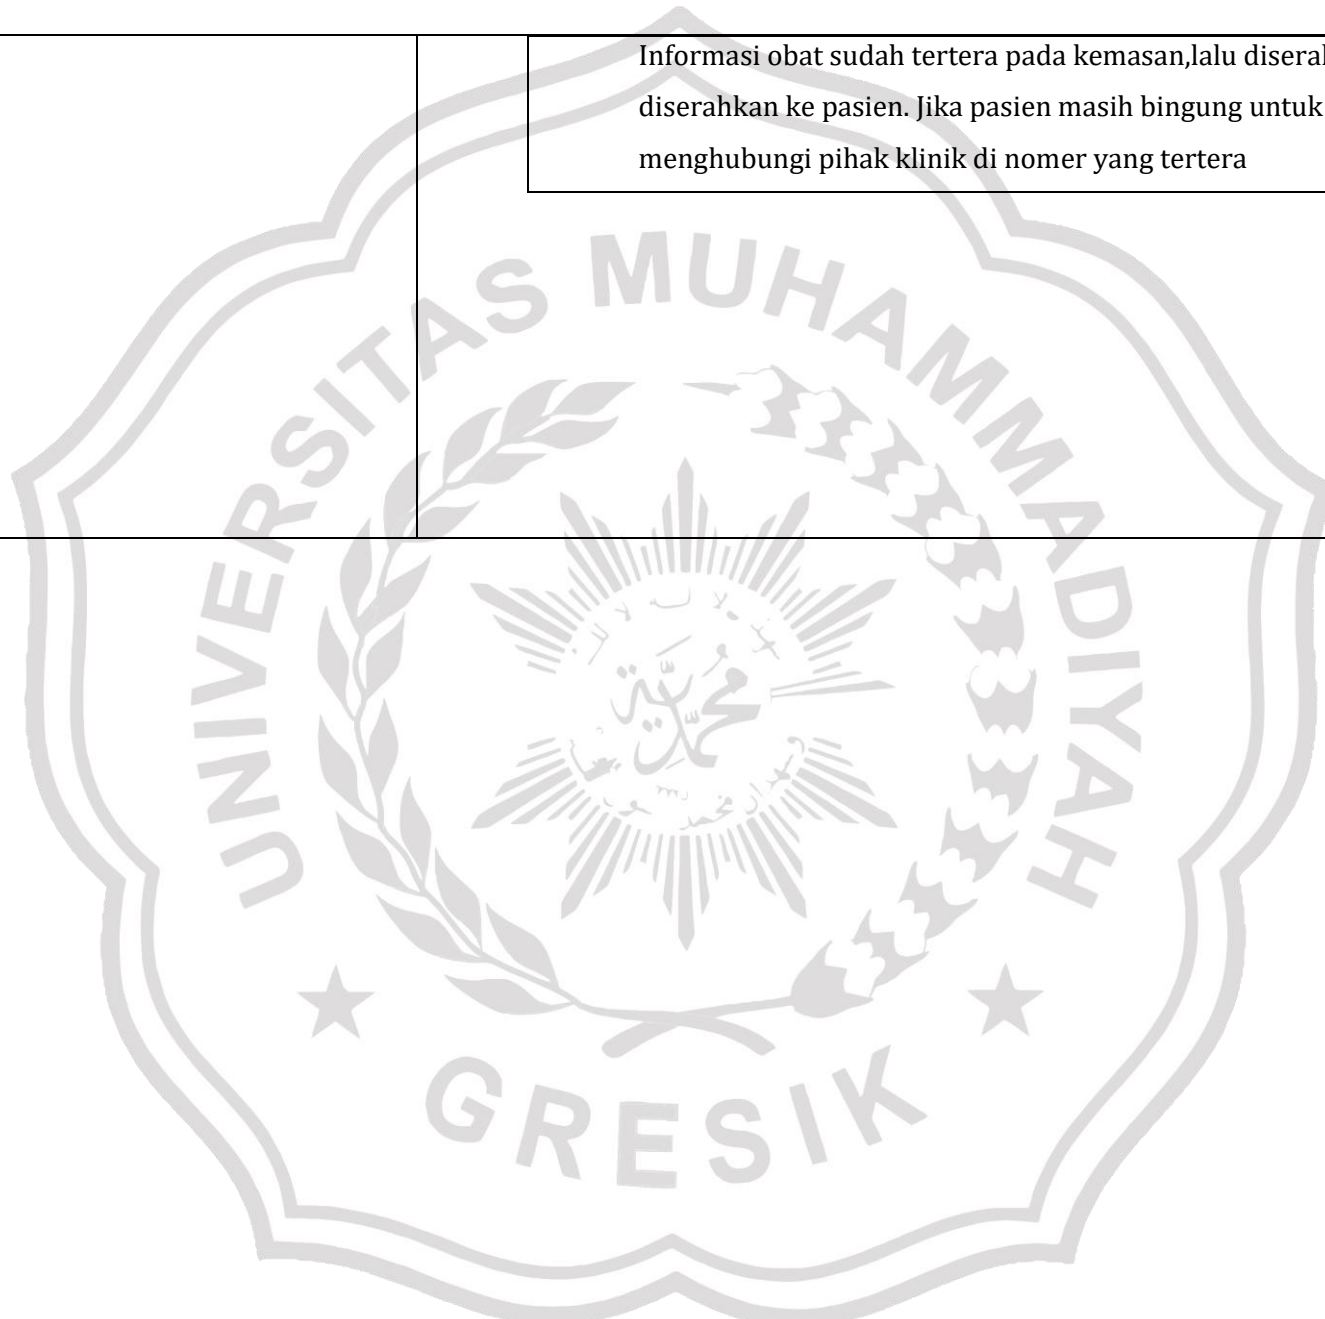 Informasi obat sudah tertera pada kemasan,lalu
diserahkan ke pasien. Jika pasien masih bingung untuk
menghubungi pihak klinik di nomer yang tertera
UNIVERSITAS MUHAMMADIYAH
محمدية
GRESIK